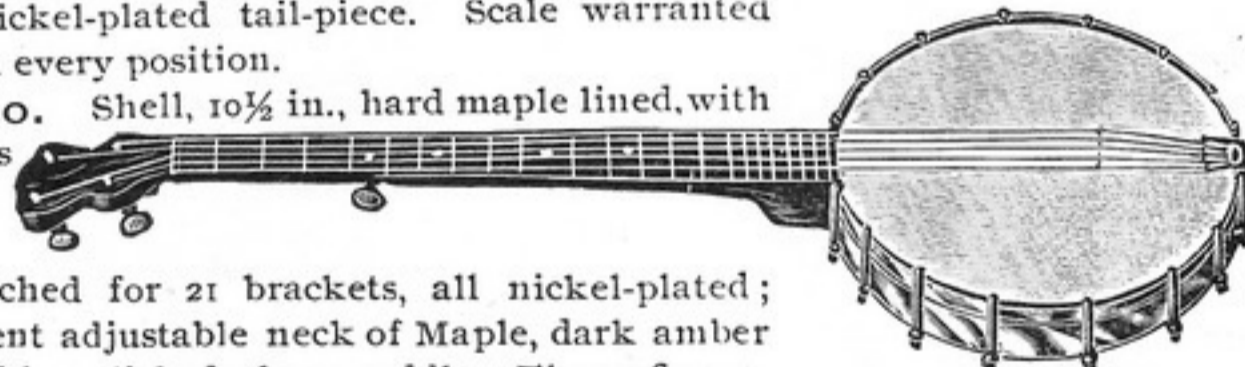 ickel-plated tail-piece. Scale warranted
every position.
o. Shell, 10½ in., hard maple lined, with
s
ched for 21 brackets, all nickel-plated;
ent adjustable neck of Maple, dark amber